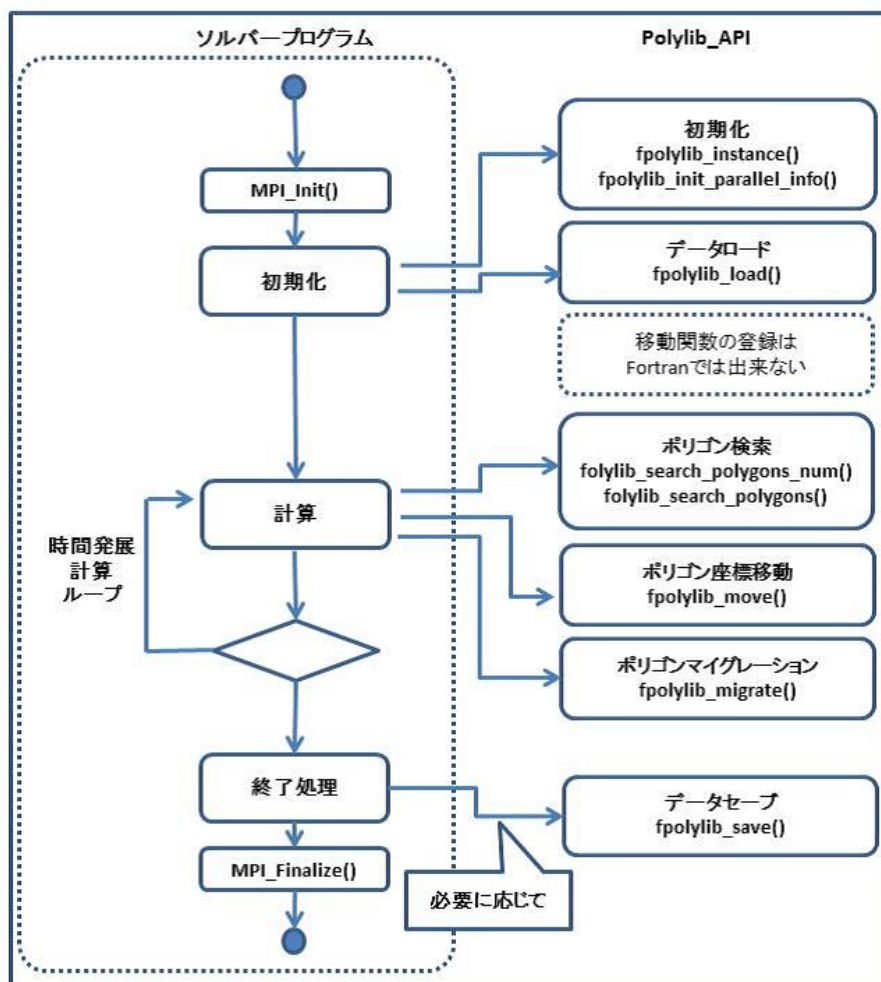 ソルバープログラム
Polylib_API
MPI_Init()
初期化
初期化
fpolylib_instance()
fpolylib_init_parallel_info()
データロード
fpolylib_load()
移動関数の登録は
Fortranでは出来ない
計算
時間発展
計算
ループ
ポリゴン検索
folylib_search_polygons_num()
folylib_search_polygons()
ポリゴン座標移動
fpolylib_move()
ポリゴンマイグレーション
fpolylib_migrate()
終了処理
データセーブ
fpolylib_save()
MPI_Finalize()
必要に応じて